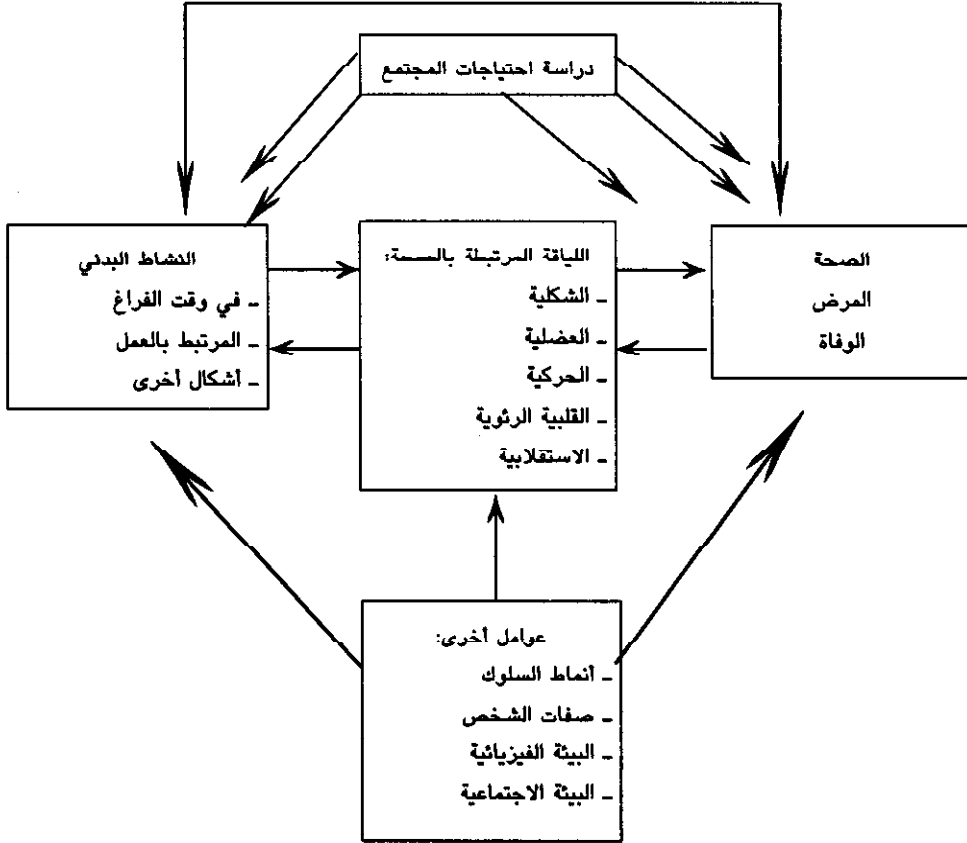 دراسة احتياجات المجتمع
الصحة
المرض
الوفاة
اللياقة المرتبطة بالصحة:
ـ الشكلية
ـ العضلية
ـ الحركية
ـ القلبية الرئوية
ـ الاستقلابية
النشاط البدني
ـ في وقت الفراغ
ـ المرتبط بالعمل
ـ أشكال أخرى
عوامل أخرى:
ـ أنماط السلوك
ـ صفات الشخص
ـ البيئة الفيزيائية
ـ البيئة الاجتماعية